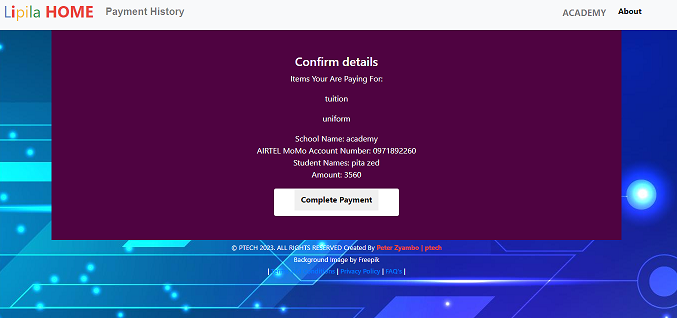 Lipila HOME Payment History ACADEMY About
Confirm details
Items Your Are Paying For:
tuition
uniform
School Name: academy
AIRTEL MoMo Account Number: 0971892260
Student Names: pita zed
Amount: 3560
Complete Payment
© PTECH 2023. ALL RIGHTS RESERVED Created By Peter Zyambo | ptech
Background Image by Freepik
| | Privacy Policy | FAQ's |